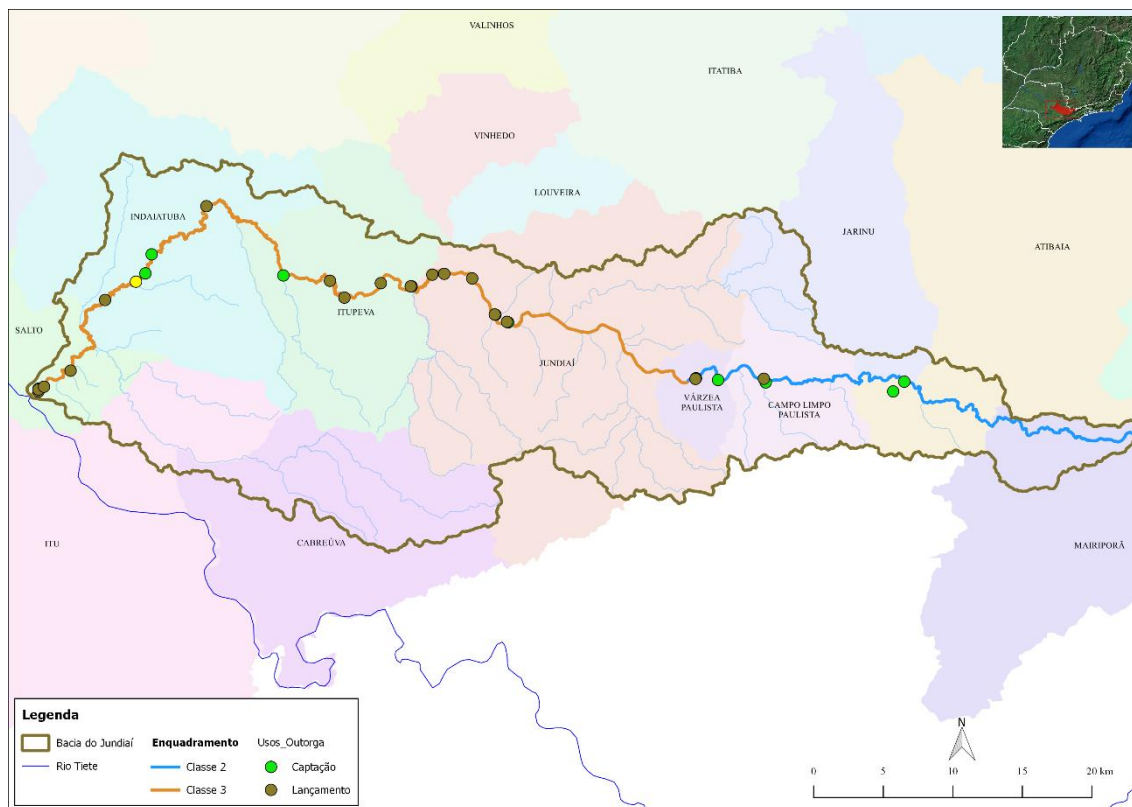 VALINHOS
ITATIBA
VINHEDO
LOUVEIRA
INDAIATUBA
JARINU
ATIBAIA
SALTO
ITUPEVA
JUNDIAÍ
VÁRZEA
PAULISTA
CAMPO LIMPO
PAULISTA
ITU
CABREÚVA
MAIRIPORÃ
Legenda
Bacia do Jundiaí
Rio Tiete
Enquadramento
Classe 2
Classe 3
Usos_Outorga
Captação
Lançamento
N
0 5 10 15 20 km